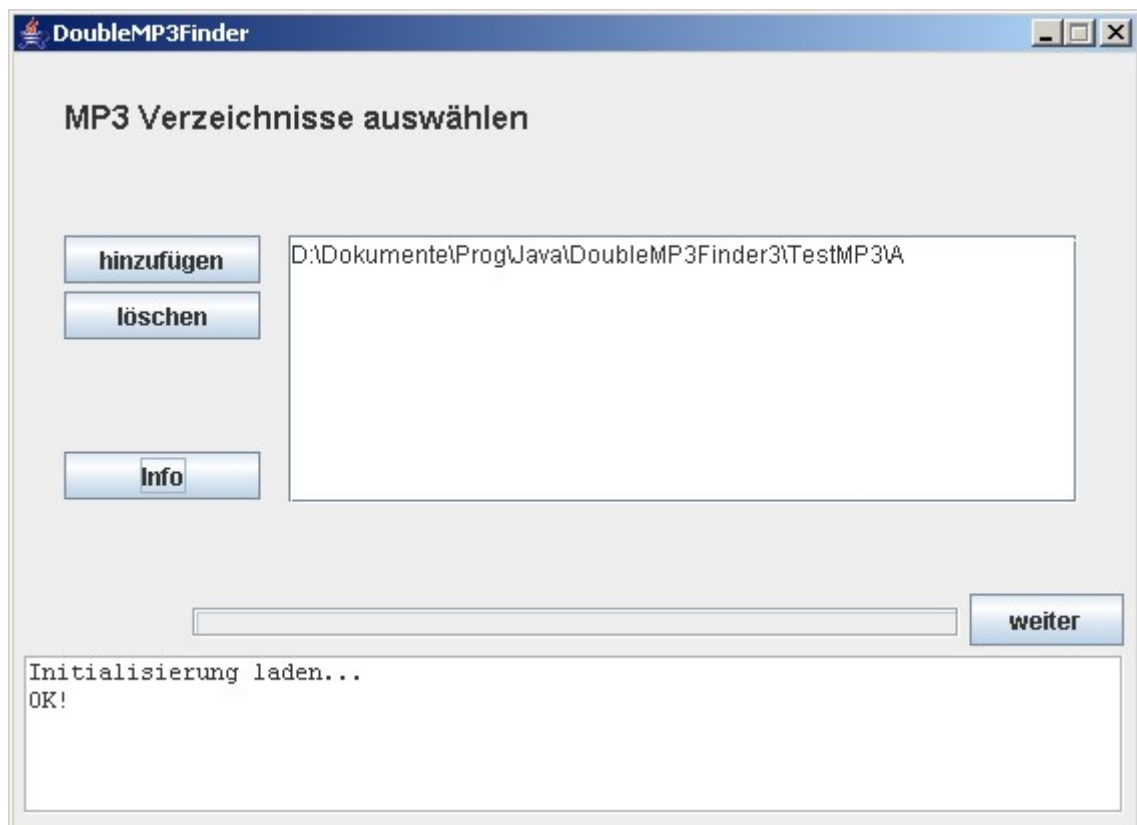 DoubleMP3Finder
MP3 Verzeichnisse auswählen
hinzufügen
D:\Dokumente\Prog\Java\DoubleMP3Finder3\TestMP3\A
löschen
Info
weiter
Initialisierung laden...
OK!